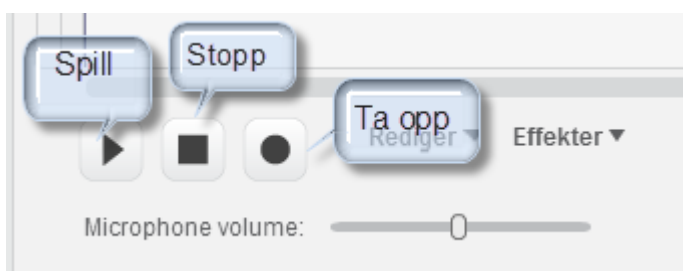 Spill
Stopp
Ta opp
Rediger
Effekter
Microphone volume: